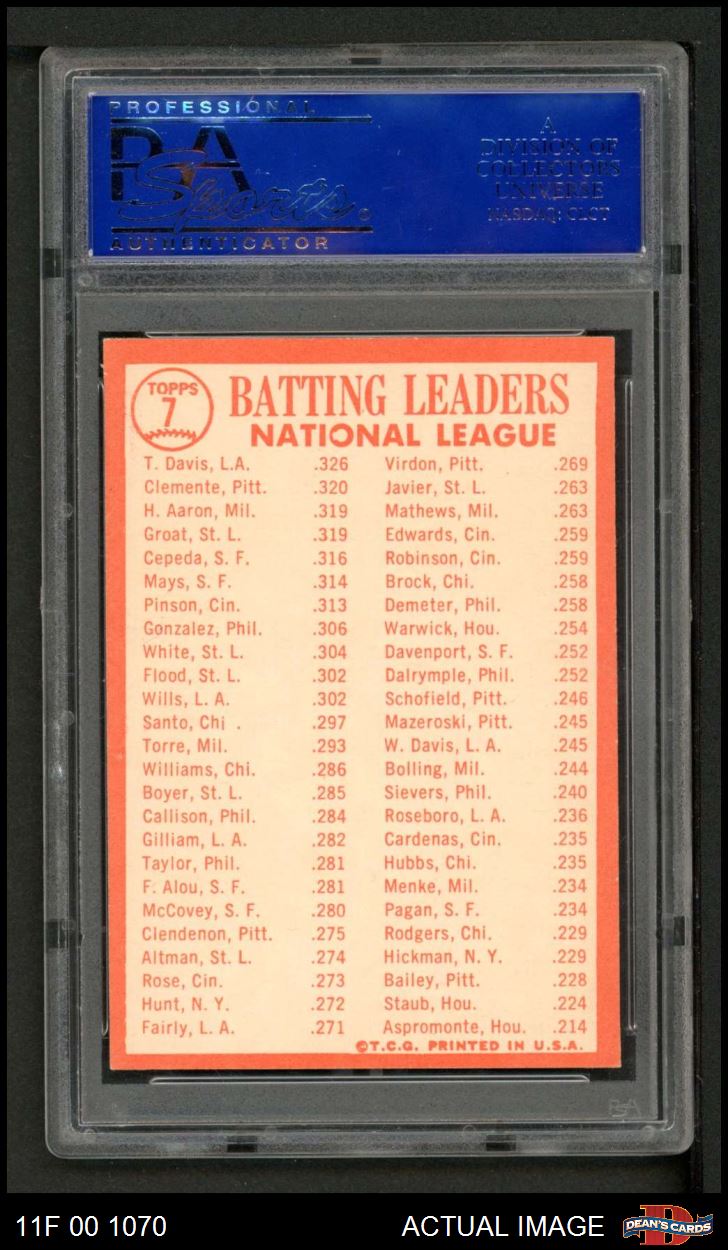 PROFESSIONAL
PSA
Sports
AUTHENTICATOR
A
DIVISION OF
COLLECTORS
UNIVERSE
NASDAQ: CLCT
TOPPS
7
BATTING LEADERS
NATIONAL LEAGUE
T. Davis, L.A. .326 Virdon, Pitt. .269
Clemente, Pitt. .320 Javier, St. L. .263
H. Aaron, Mil. .319 Mathews, Mil. .263
Groat, St. L. .319 Edwards, Cin. .259
Cepeda, S. F. .316 Robinson, Cin. .259
Mays, S. F. .314 Brock, Chi. .258
Pinson, Cin. .313 Demeter, Phil. .258
Gonzalez, Phil. .306 Warwick, Hou. .254
White, St. L. .304 Davenport, S. F. .252
Flood, St. L. .302 Dalrymple, Phil. .252
Wills, L. A. .302 Schofield, Pitt. .246
Santo, Chi . .297 Mazeroski, Pitt. .245
Torre, Mil. .293 W. Davis, L. A. .245
Williams, Chi. .286 Bolling, Mil. .244
Boyer, St. L. .285 Sievers, Phil. .240
Callison, Phil. .284 Roseboro, L. A. .236
Gilliam, L. A. .282 Cardenas, Cin. .235
Taylor, Phil. .281 Hubbs, Chi. .235
F. Alou, S. F. .281 Menke, Mil. .234
McCovey, S. F. .280 Pagan, S. F. .234
Clendenon, Pitt. .275 Rodgers, Chi. .229
Altman, St. L. .274 Hickman, N. Y. .229
Rose, Cin. .273 Bailey, Pitt. .228
Hunt, N. Y. .272 Staub, Hou. .224
Fairly, L. A. .271 Aspromonte, Hou. .214
©T.C.G. PRINTED IN U.S.A.
PSA
11F 00 1070 ACTUAL IMAGE
DEAN'S CARDS